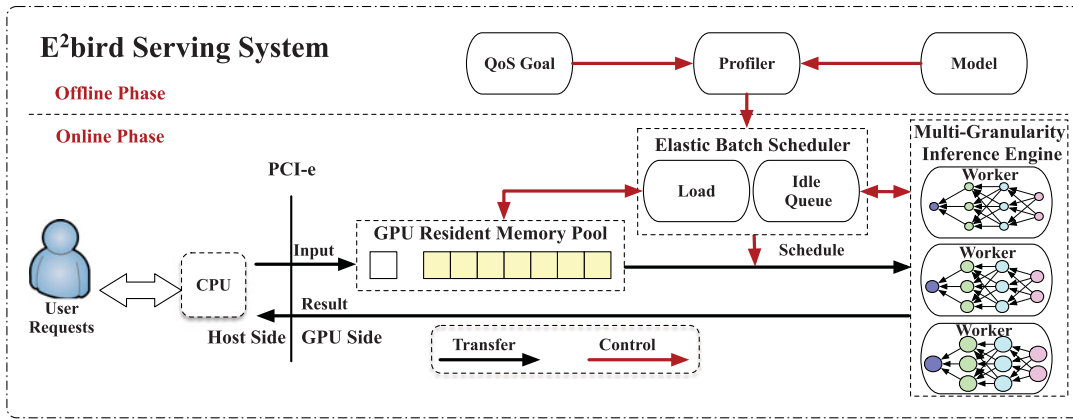 E²bird Serving System
QoS Goal
Profiler
Model
Offline Phase
Online Phase
Elastic Batch Scheduler
Load
Idle
Queue
Multi-Granularity
Inference Engine
Worker
PCI-e
GPU Resident Memory Pool
Input
Schedule
Worker
CPU
User
Requests
Result
Host Side
GPU Side
Transfer
Control
Worker